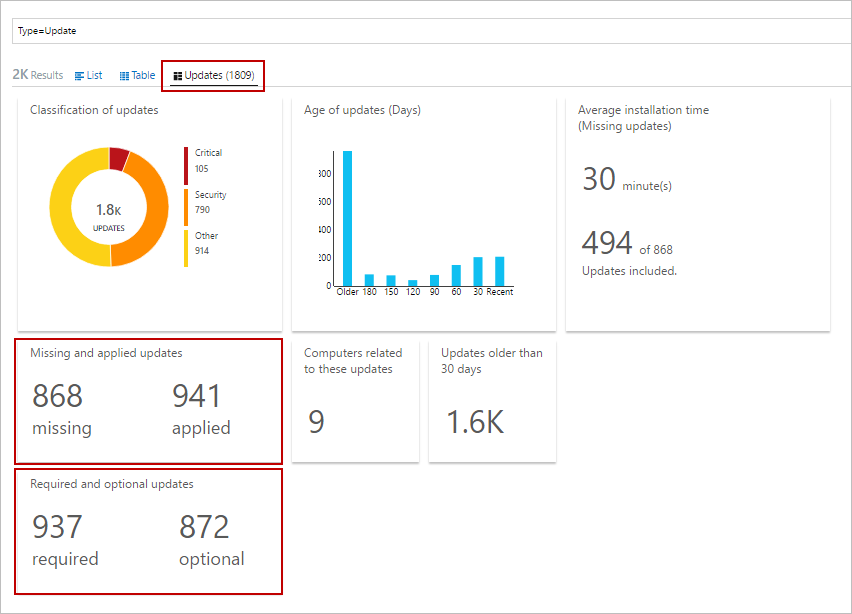 Type=Update
2K Results List Table Updates (1809)
Classification of updates
1.8K
UPDATES
Critical
105
Security
790
Other
914
Age of updates (Days)
800
600
400
200
0
Older 180 150 120 90 60 30 Recent
Average installation time
(Missing updates)
30 minute(s)
494 of 868
Updates included.
Missing and applied updates
868 941
missing applied
Computers related
to these updates
9
Updates older than
30 days
1.6K
Required and optional updates
937 872
required optional